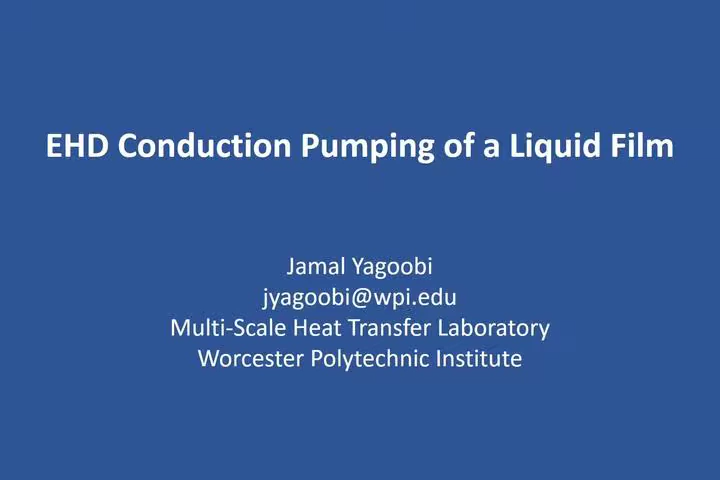 EHD Conduction Pumping of a Liquid Film
Jamal Yagoobi
jyagoobi@wpi.edu
Multi-Scale Heat Transfer Laboratory
Worcester Polytechnic Institute